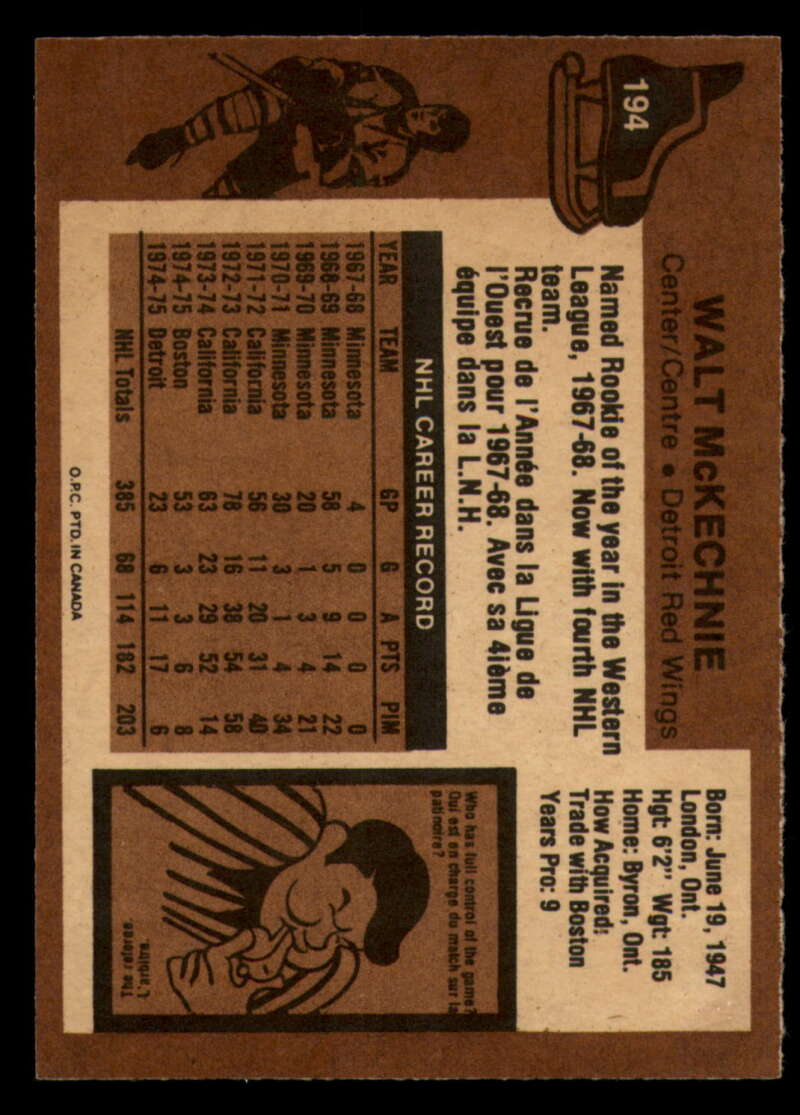 194
WALT McKECHNIE
Center/Centre • Detroit Red Wings
Named Rookie of the year in the Western
League, 1967-68. Now with fourth NHL
team.
Recrue de l'Année dans la Ligue de
l'Ouest pour 1967-68. Avec sa 4ième
équipe dans la L.N.H.
Born: June 19, 1947
London, Ont.
Hgt: 6'2" Wgt: 185
Home: Byron, Ont.
How Acquired:
Trade with Boston
Years Pro: 9
NHL CAREER RECORD
YEAR TEAM GP G A PTS PIM
1967-68 Minnesota 4 0 0 0 0
1968-69 Minnesota 58 5 9 14 22
1969-70 Minnesota 20 1 3 4 21
1970-71 Minnesota 30 3 1 4 34
1971-72 California 56 11 20 31 40
1972-73 California 78 16 38 54 58
1973-74 California 63 23 29 52 14
1974-75 Boston 53 3 3 6 8
1974-75 Detroit 23 6 11 17 6
NHL Totals 385 68 114 182 203
Who has full control of the game?
Qui est en charge du match sur la
patinoire?
L'arbitre.
The referee.
O.P.C. PTD. IN CANADA